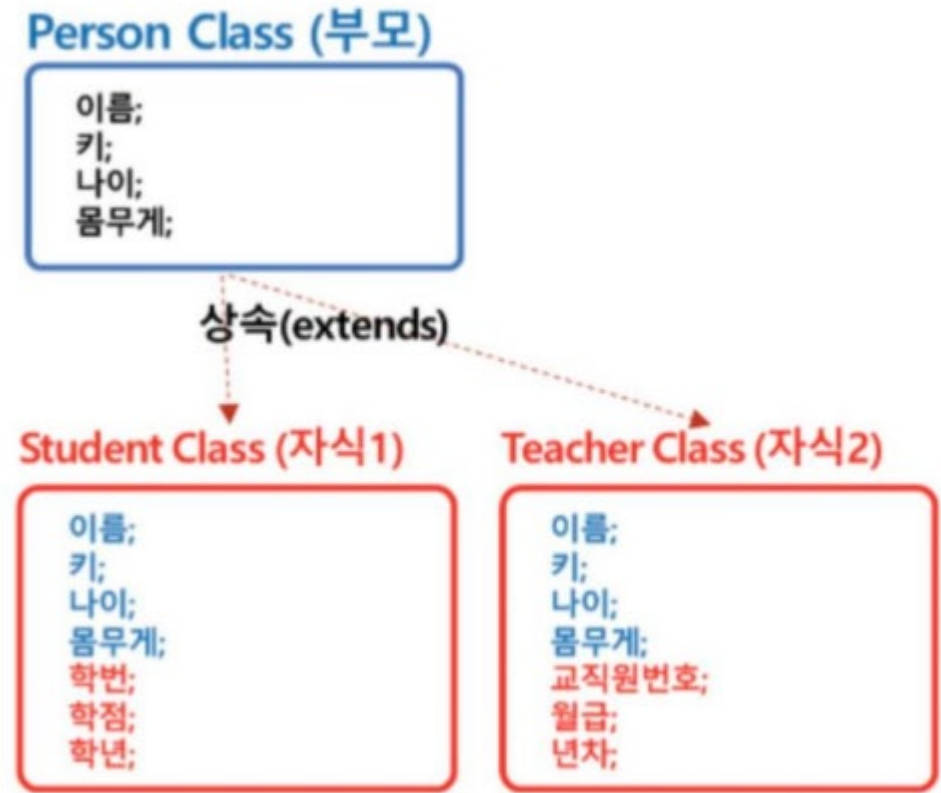 Person Class (부모)
이름;
키;
나이;
몸무게;
상속(extends)
Student Class (자식1)
이름;
키;
나이;
몸무게;
학번;
학점;
학년;
Teacher Class (자식2)
이름;
키;
나이;
몸무게;
교직원번호;
월급;
년차;